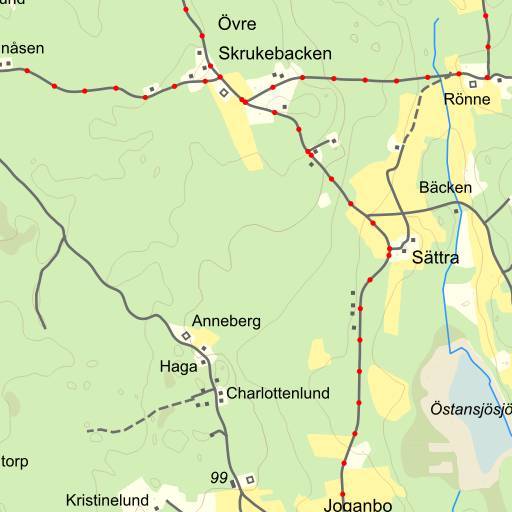 Övre
Skrukebacken
nåsen
Rönne
Bäcken
Sättra
Anneberg
Haga
Charlottenlund
Östansjösjö
torp
99
Kristinelund
Joganbo